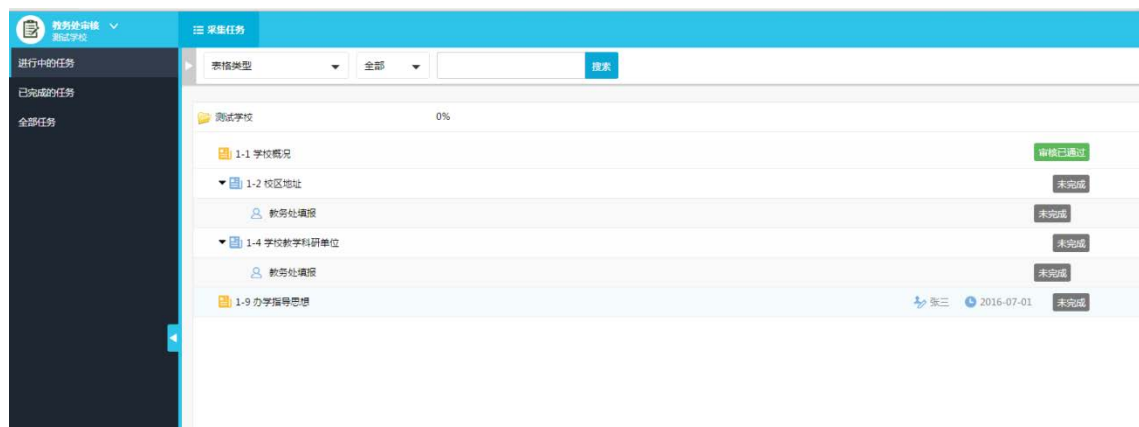 教务处审核
测试学校
采集任务
进行中的任务
已完成的任务
全部任务
表格类型 全部 搜索
测试学校 0%
1-1 学校概况 审核已通过
1-2 校区地址 未完成
教务处填报 未完成
1-4 学校教学科研单位 未完成
教务处填报 未完成
1-9 办学指导思想 张三 2016-07-01 未完成